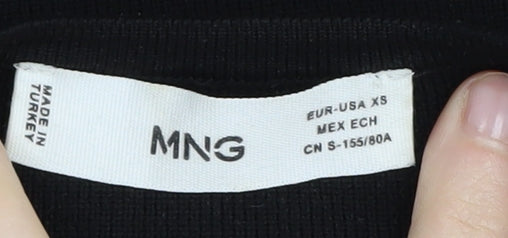 MADE IN
TURKEY
MNG
EUR-USA XS
MEX ECH
CN S-155/80A